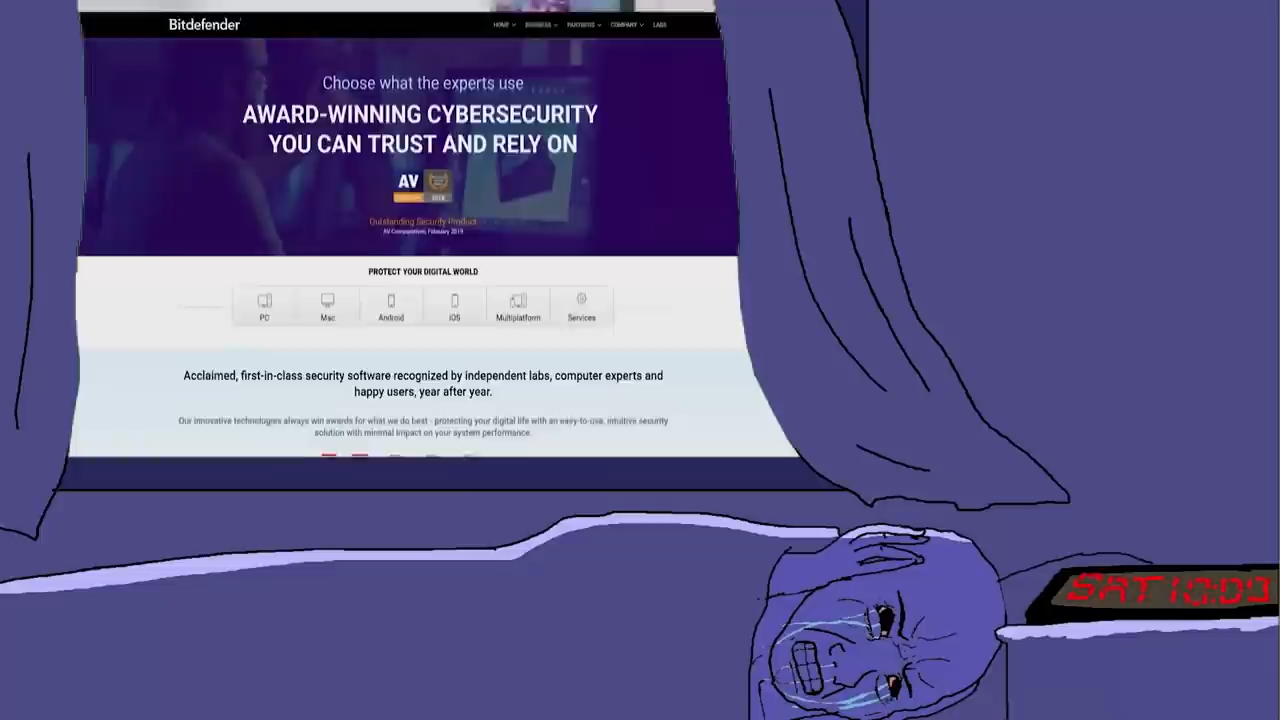 Bitdefender
HOME BUSINESS PARTNERS COMPANY LABS
Choose what the experts use
AWARD-WINNING CYBERSECURITY
YOU CAN TRUST AND RELY ON
AV
Outstanding Security Product
AV Comparatives, February 2019
PROTECT YOUR DIGITAL WORLD
PC Mac Android iOS Multiplatform Services
Acclaimed, first-in-class security software recognized by independent labs, computer experts and
happy users, year after year.
Our innovative technologies always win awards for what we do best - protecting your digital life with an easy-to-use, intuitive security
solution with minimal impact on your system performance.
SAT 10:00